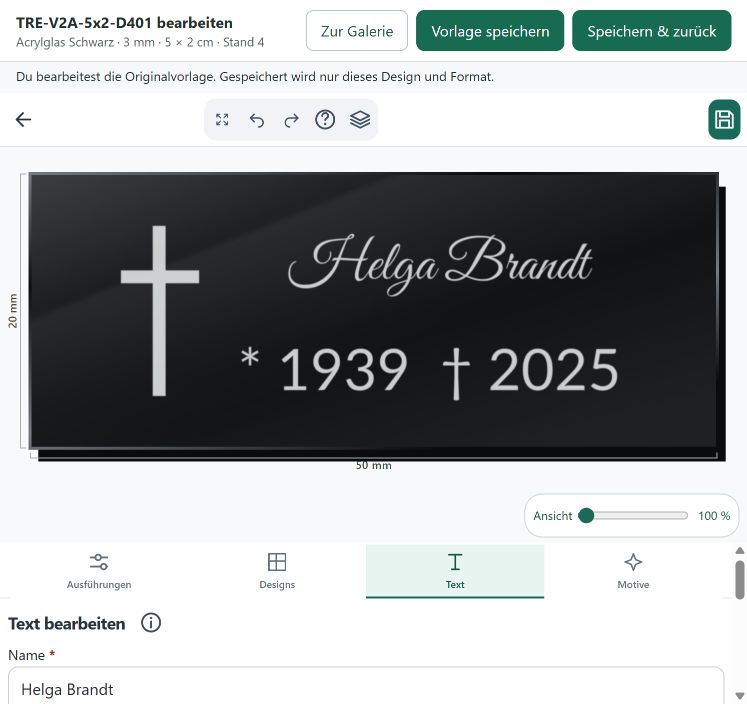 TRE-V2A-5x2-D401 bearbeiten
Acrylglas Schwarz · 3 mm · 5 × 2 cm · Stand 4
Zur Galerie
Vorlage speichern
Speichern & zurück
Du bearbeitest die Originalvorlage. Gespeichert wird nur dieses Design und Format.
20 mm
Helga Brandt
* 1939 † 2025
50 mm
Ansicht 100 %
Ausführungen
Designs
Text
Motive
Text bearbeiten
Name *
Helga Brandt